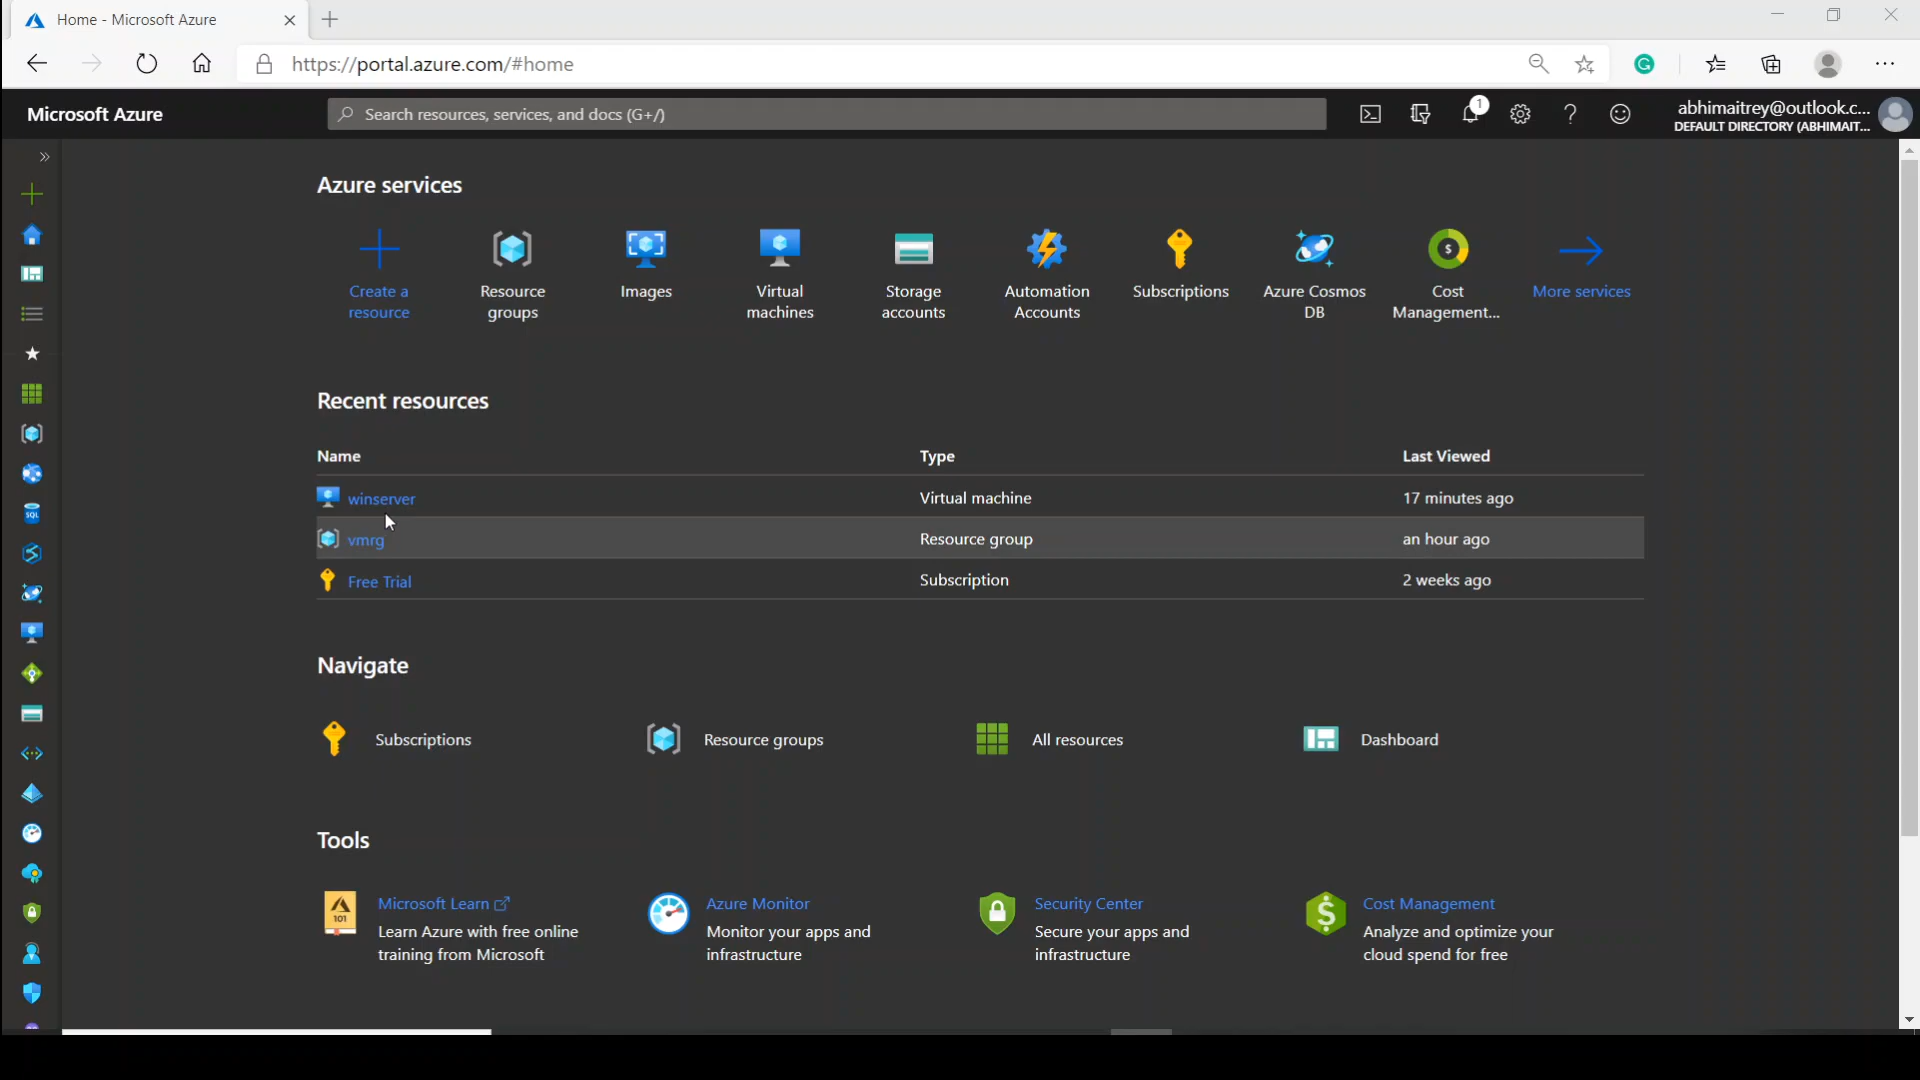 Home - Microsoft Azure
https://portal.azure.com/#home
Microsoft Azure
Search resources, services, and docs (G+/)
1
abhimaitrey@outlook.c...
DEFAULT DIRECTORY (ABHIMAIT...
Azure services
Create a resource
Resource groups
Images
Virtual machines
Storage accounts
Automation Accounts
Subscriptions
Azure Cosmos DB
Cost Management...
More services
Recent resources
Name Type Last Viewed
winserver Virtual machine 17 minutes ago
vmrg Resource group an hour ago
Free Trial Subscription 2 weeks ago
Navigate
Subscriptions Resource groups All resources Dashboard
Tools
Microsoft Learn
Learn Azure with free online
training from Microsoft
Azure Monitor
Monitor your apps and
infrastructure
Security Center
Secure your apps and
infrastructure
Cost Management
Analyze and optimize your
cloud spend for free
SQL
101